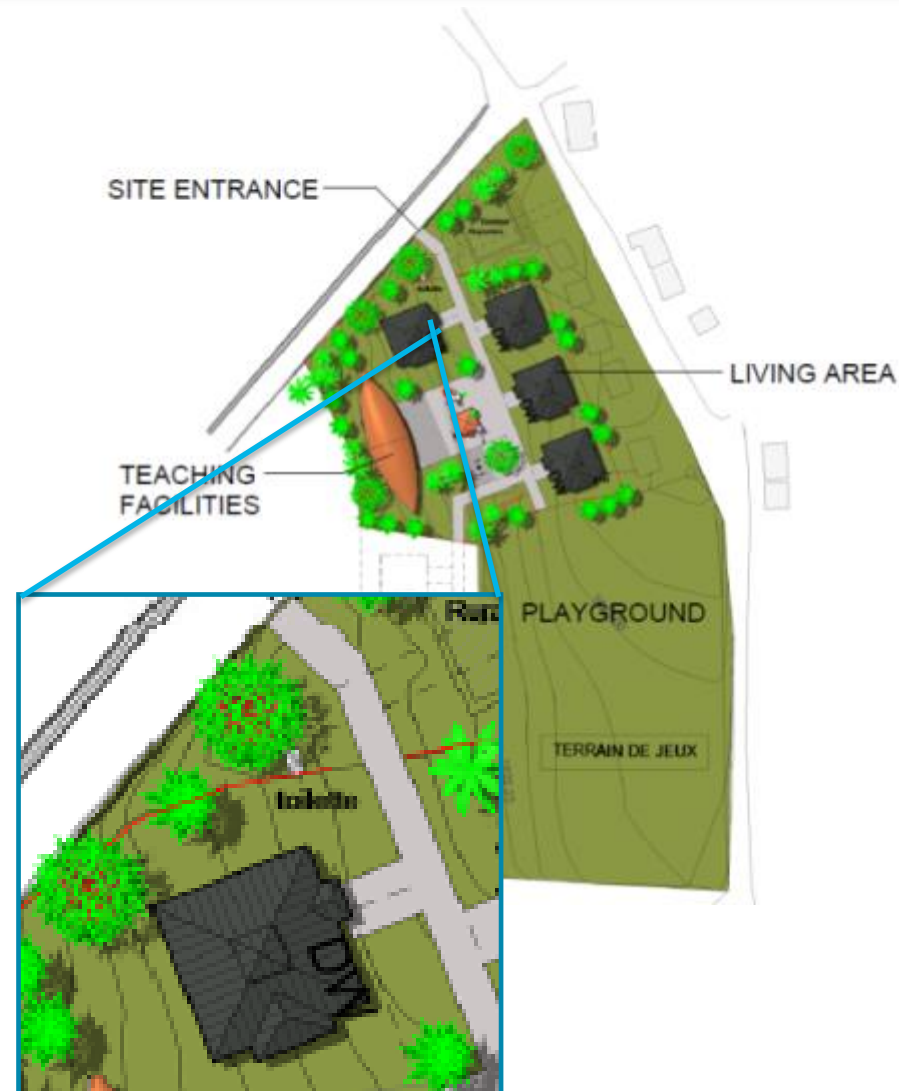 SITE ENTRANCE
LIVING AREA
TEACHING
FACILITIES
PLAYGROUND
TERRAIN DE JEUX
toilette
DW